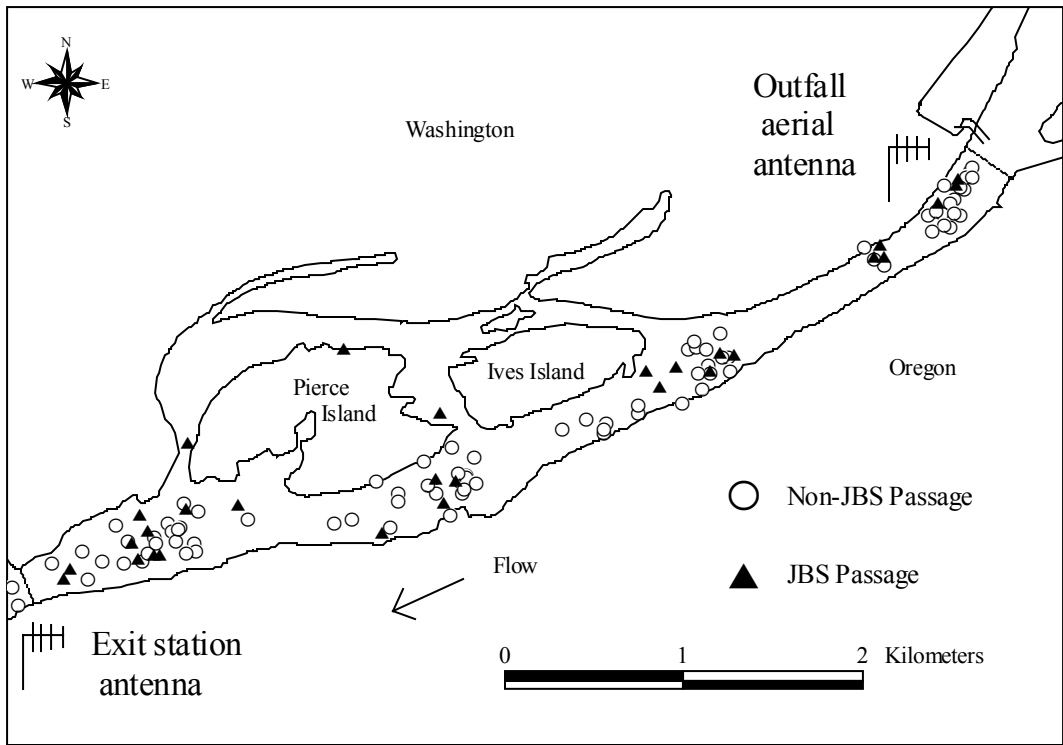 N
W E
S
Washington
Outfall
aerial
antenna
Ives Island
Oregon
Pierce
Island
Non-JBS Passage
Flow
JBS Passage
Exit station
antenna
0 1 2 Kilometers